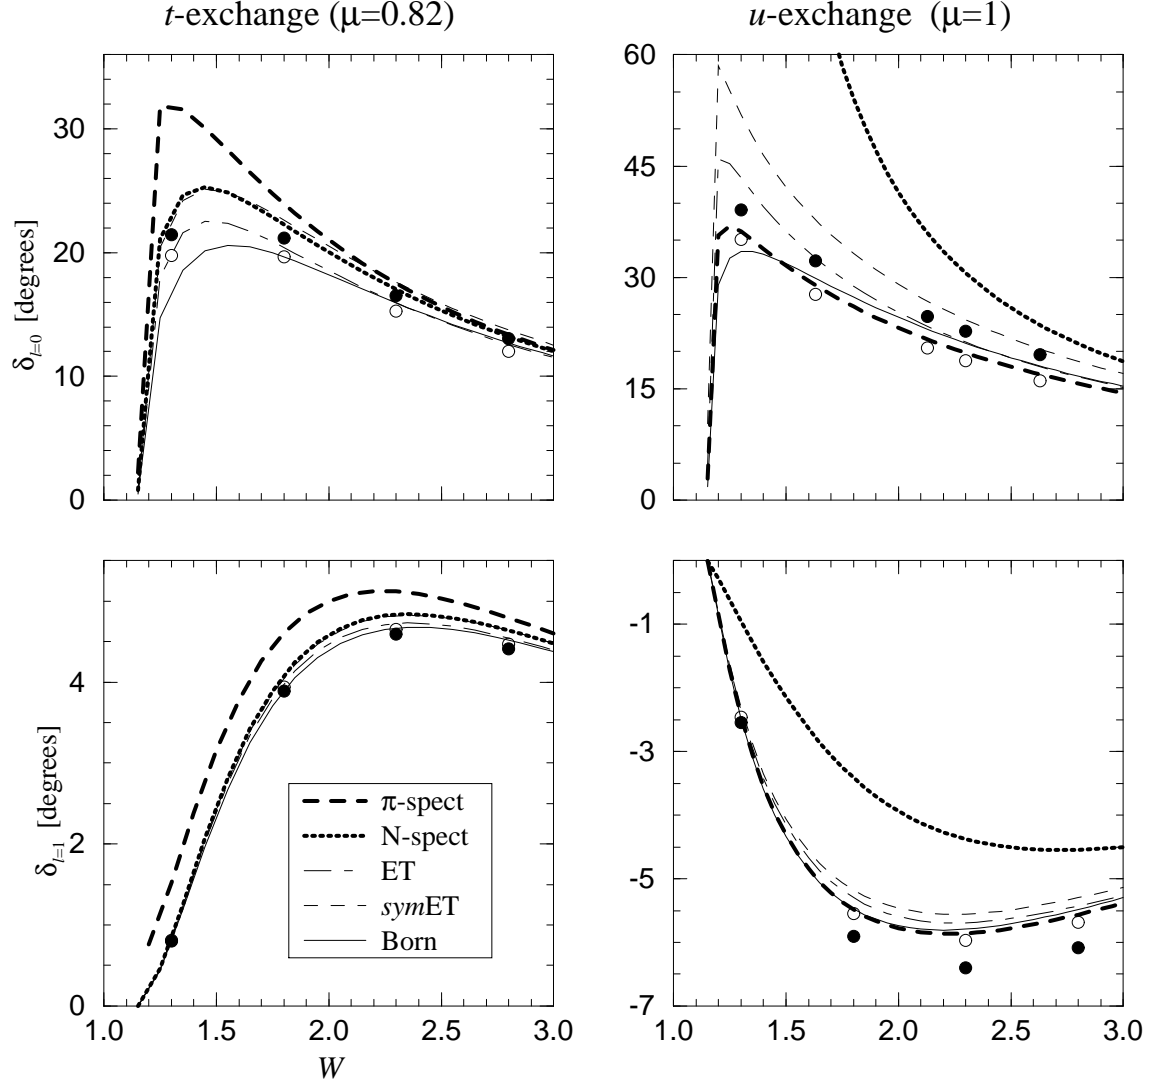 t-exchange (μ=0.82)
u-exchange (μ=1)
δl=0 [degrees]
30
20
10
0
60
45
30
15
0
δl=1 [degrees]
4
2
0
π-spect
N-spect
ET
symET
Born
-1
-3
-5
-7
1.0 1.5 2.0 2.5 3.0
W
1.0 1.5 2.0 2.5 3.0